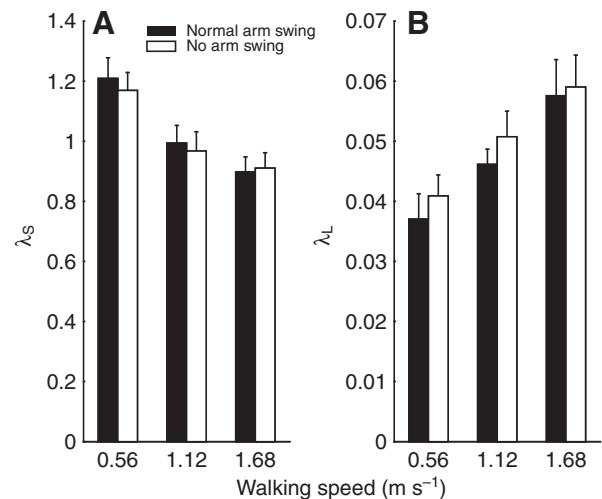 A
Normal arm swing
No arm swing
B
1.4
1.2
1
0.8
0.6
0.4
0.2
0
λS
0.56 1.12 1.68
0.07
0.06
0.05
0.04
0.03
0.02
0.01
0
λL
0.56 1.12 1.68
Walking speed (m s⁻¹)